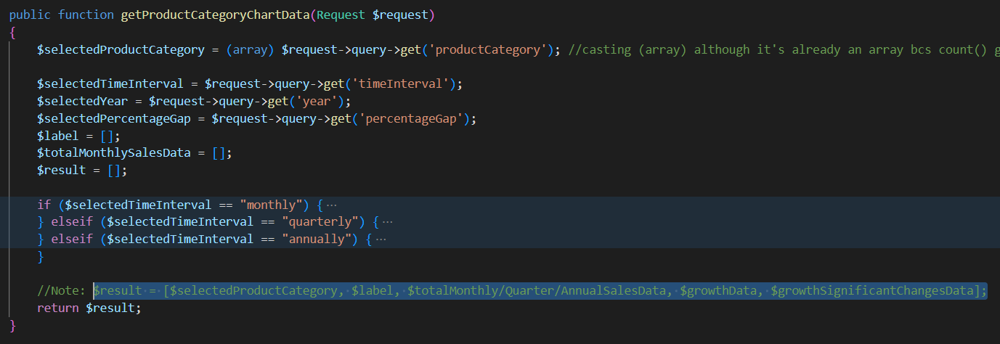 public function getProductCategoryChartData(Request $request)
{
$selectedProductCategory = (array) $request->query->get('productCategory'); //casting (array) although it's already an array bcs count() g
$selectedTimeInterval = $request->query->get('timeInterval');
$selectedYear = $request->query->get('year');
$selectedPercentageGap = $request->query->get('percentageGap');
$label = [];
$totalMonthlySalesData = [];
$result = [];
if ($selectedTimeInterval == "monthly") { ⋯
} elseif ($selectedTimeInterval == "quarterly") { ⋯
} elseif ($selectedTimeInterval == "annually") { ⋯
}
//Note: $result = [$selectedProductCategory, $label, $totalMonthly/Quarter/AnnualSalesData, $growthData, $growthSignificantChangesData];
return $result;
}